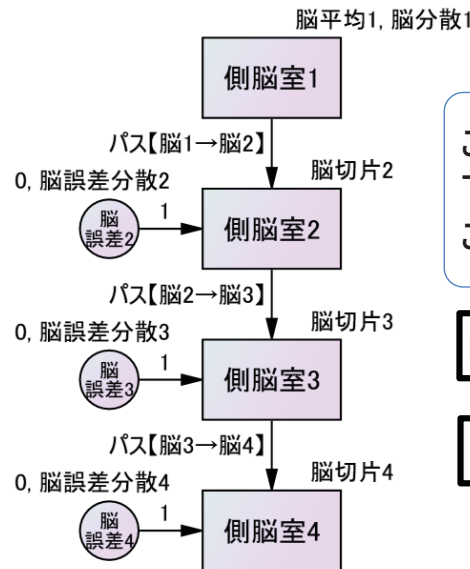 脳平均1, 脳分散1
側脳室1
パス【脳1→脳2】
脳切片2
0, 脳誤差分散2
脳
誤差2
1
側脳室2
パス【脳2→脳3】
脳切片3
0, 脳誤差分散3
脳
誤差3
1
側脳室3
パス【脳3→脳4】
脳切片4
0, 脳誤差分散4
脳
誤差4
1
側脳室4